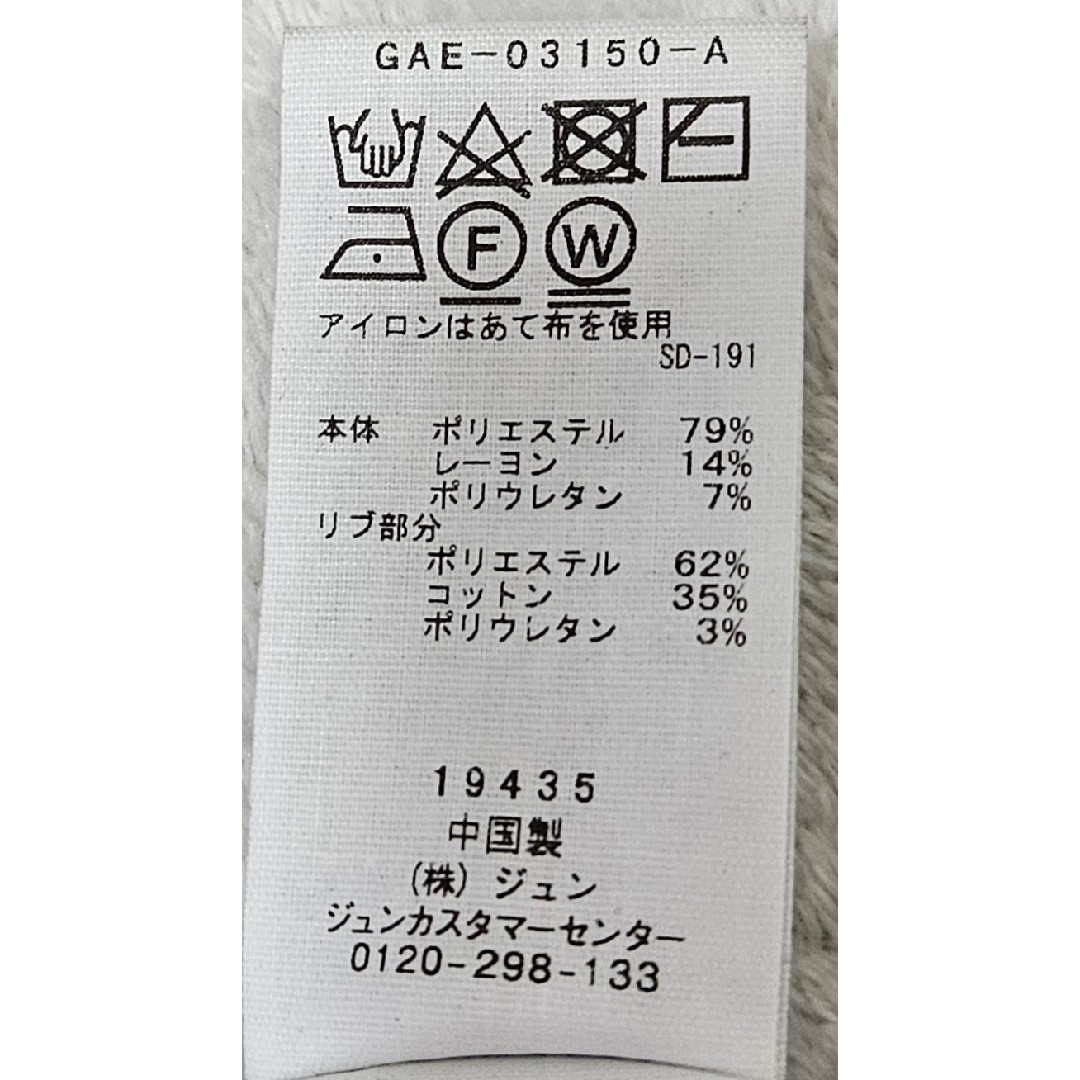 GAE-03150-A
F W
アイロンはあて布を使用
SD-191
本体 ポリエステル 79%
レーヨン 14%
ポリウレタン 7%
リブ部分
ポリエステル 62%
コットン 35%
ポリウレタン 3%
19435
中国製
(株)ジュン
ジュンカスタマーセンター
0120-298-133